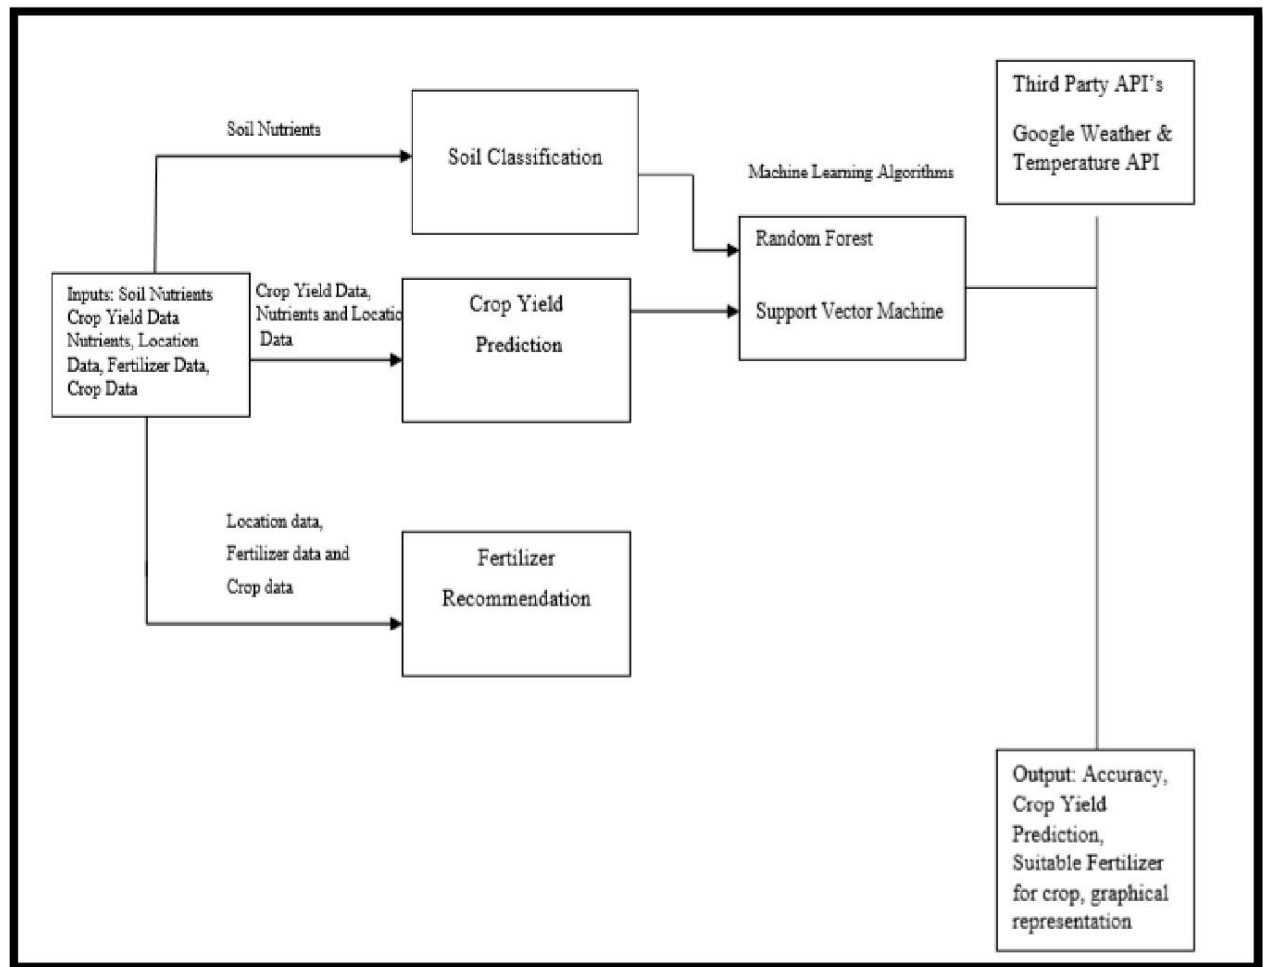 Third Party API's
Google Weather &
Temperature API
Soil Nutrients
Soil Classification
Machine Learning Algorithms
Random Forest
Support Vector Machine
Inputs: Soil Nutrients
Crop Yield Data
Nutrients, Location
Data, Fertilizer Data,
Crop Data
Crop Yield Data,
Nutrients and Locatio
Data
Crop Yield
Prediction
Location data,
Fertilizer data and
Crop data
Fertilizer
Recommendation
Output: Accuracy,
Crop Yield
Prediction,
Suitable Fertilizer
for crop, graphical
representation